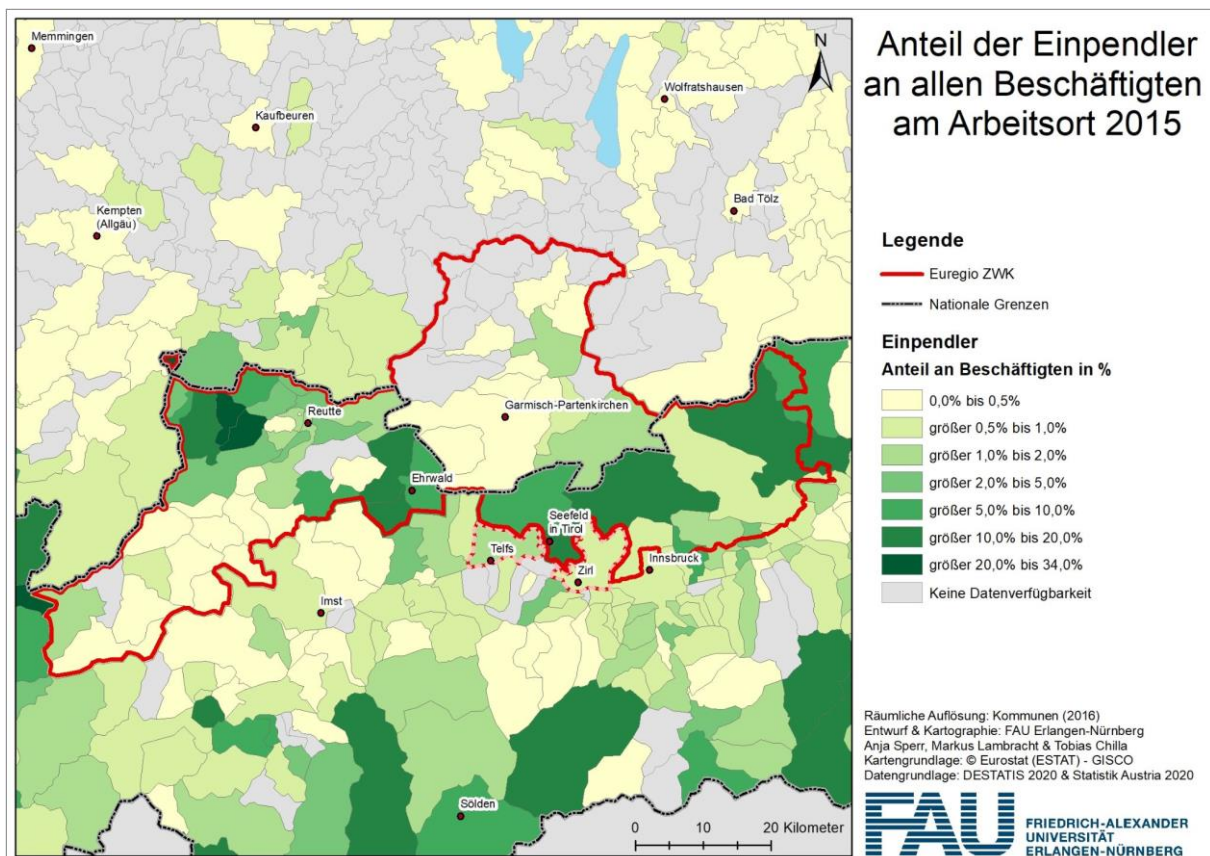 Anteil der Einpendler
an allen Beschäftigten
am Arbeitsort 2015
Memmingen
N
Wolfratshausen
Kaufbeuren
Bad Tölz
Kempten
(Allgäu)
Garmisch-Partenkirchen
Reutte
Ehrwald
Seefeld
in Tirol
Telfs
Innsbruck
Zirl
Imst
Sölden
0 10 20 Kilometer
Legende
Euregio ZWK
Nationale Grenzen
Einpendler
Anteil an Beschäftigten in %
0,0% bis 0,5%
größer 0,5% bis 1,0%
größer 1,0% bis 2,0%
größer 2,0% bis 5,0%
größer 5,0% bis 10,0%
größer 10,0% bis 20,0%
größer 20,0% bis 34,0%
Keine Datenverfügbarkeit
Räumliche Auflösung: Kommunen (2016)
Entwurf & Kartographie: FAU Erlangen-Nürnberg
Anja Sperr, Markus Lambracht & Tobias Chilla
Kartengrundlage: © Eurostat (ESTAT) - GISCO
Datengrundlage: DESTATIS 2020 & Statistik Austria 2020
FAU
FRIEDRICH-ALEXANDER
UNIVERSITÄT
ERLANGEN-NÜRNBERG